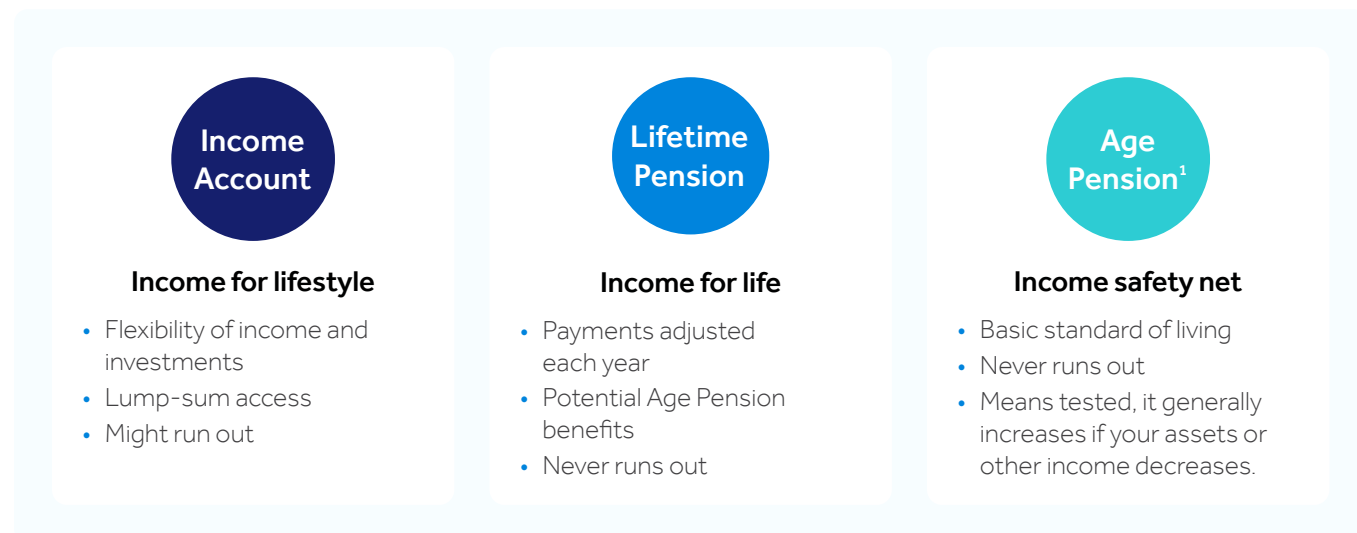 Income
Account
Income for lifestyle
• Flexibility of income and
investments
• Lump-sum access
• Might run out
Lifetime
Pension
Income for life
• Payments adjusted
each year
• Potential Age Pension
benefits
• Never runs out
Age
Pension¹
Income safety net
• Basic standard of living
• Never runs out
• Means tested, it generally
increases if your assets or
other income decreases.